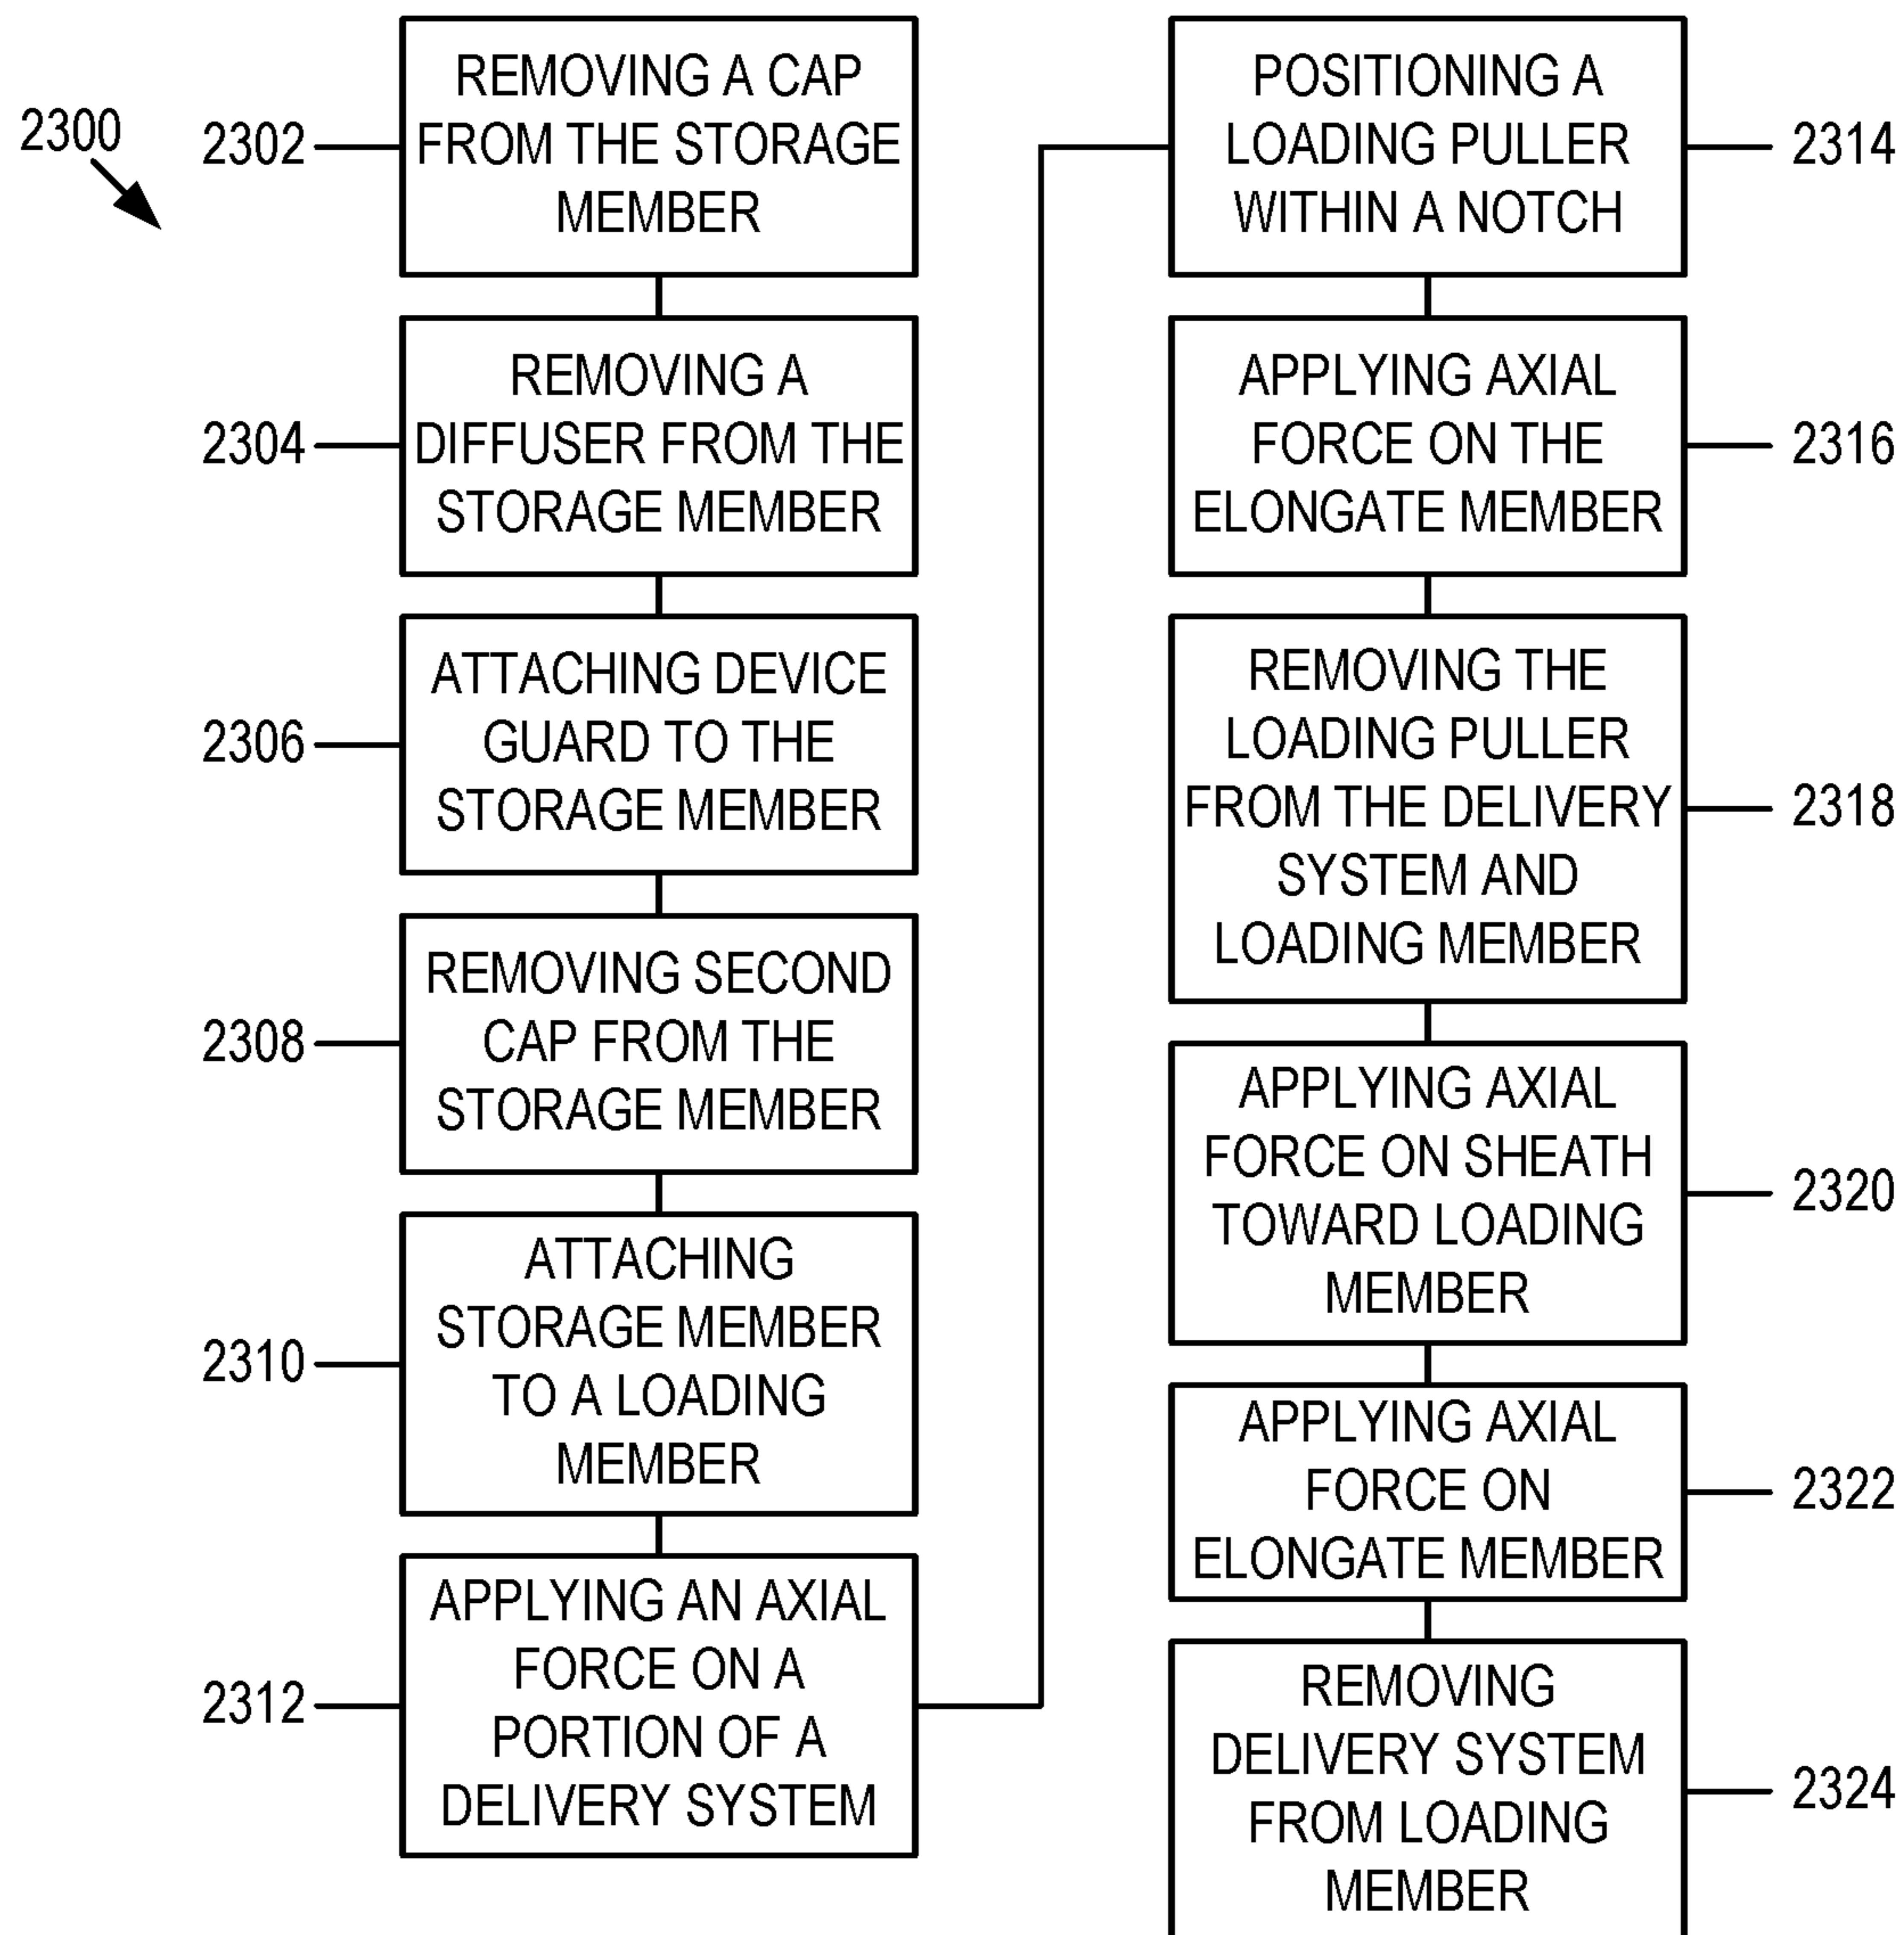 2300
2302
REMOVING A CAP
FROM THE STORAGE
MEMBER
2304
REMOVING A
DIFFUSER FROM THE
STORAGE MEMBER
2306
ATTACHING DEVICE
GUARD TO THE
STORAGE MEMBER
2308
REMOVING SECOND
CAP FROM THE
STORAGE MEMBER
2310
ATTACHING
STORAGE MEMBER
TO A LOADING
MEMBER
2312
APPLYING AN AXIAL
FORCE ON A
PORTION OF A
DELIVERY SYSTEM
POSITIONING A
LOADING PULLER
WITHIN A NOTCH
2314
APPLYING AXIAL
FORCE ON THE
ELONGATE MEMBER
2316
REMOVING THE
LOADING PULLER
FROM THE DELIVERY
SYSTEM AND
LOADING MEMBER
2318
APPLYING AXIAL
FORCE ON SHEATH
TOWARD LOADING
MEMBER
2320
APPLYING AXIAL
FORCE ON
ELONGATE MEMBER
2322
REMOVING
DELIVERY SYSTEM
FROM LOADING
MEMBER
2324